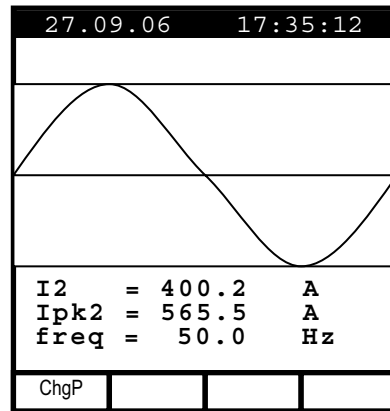 27.09.06 17:35:12
I2 = 400.2 A
Ipk2 = 565.5 A
freq = 50.0 Hz
ChgP